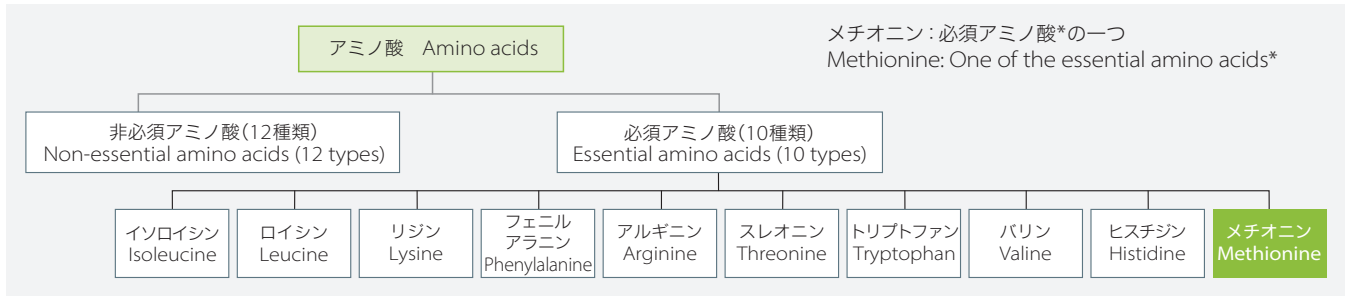 アミノ酸 Amino acids
メチオニン：必須アミノ酸*の一つ
Methionine: One of the essential amino acids*
非必須アミノ酸（12種類）
Non-essential amino acids (12 types)
必須アミノ酸（10種類）
Essential amino acids (10 types)
イソロイシン
Isoleucine
ロイシン
Leucine
リジン
Lysine
フェニル
アラニン
Phenylalanine
アルギニン
Arginine
スレオニン
Threonine
トリプトファン
Tryptophan
バリン
Valine
ヒスチジン
Histidine
メチオニン
Methionine